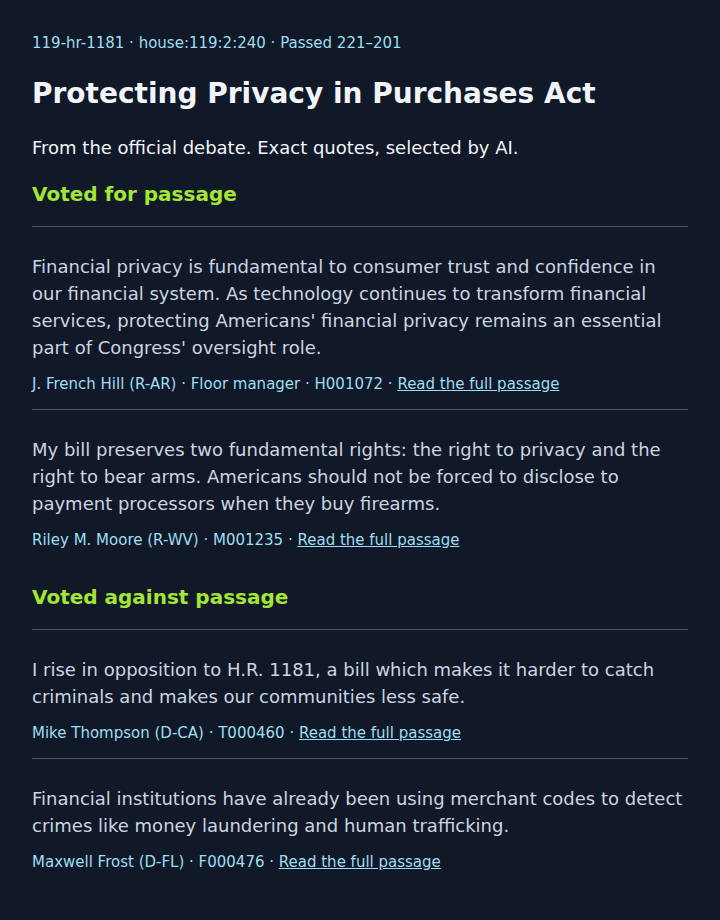 119-hr-1181 · house:119:2:240 · Passed 221–201
Protecting Privacy in Purchases Act
From the official debate. Exact quotes, selected by AI.
Voted for passage
Financial privacy is fundamental to consumer trust and confidence in
our financial system. As technology continues to transform financial
services, protecting Americans' financial privacy remains an essential
part of Congress' oversight role.
J. French Hill (R-AR) · Floor manager · H001072 · Read the full passage
My bill preserves two fundamental rights: the right to privacy and the
right to bear arms. Americans should not be forced to disclose to
payment processors when they buy firearms.
Riley M. Moore (R-WV) · M001235 · Read the full passage
Voted against passage
I rise in opposition to H.R. 1181, a bill which makes it harder to catch
criminals and makes our communities less safe.
Mike Thompson (D-CA) · T000460 · Read the full passage
Financial institutions have already been using merchant codes to detect
crimes like money laundering and human trafficking.
Maxwell Frost (D-FL) · F000476 · Read the full passage